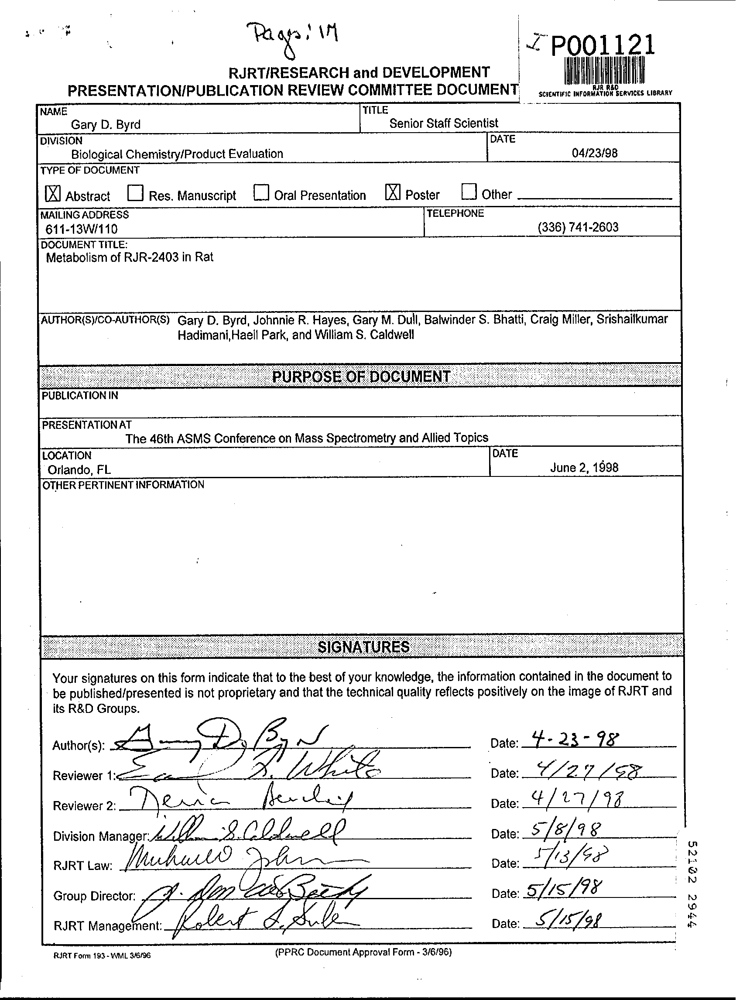 Pages: 17
I P001121
RJR R&D
SCIENTIFIC INFORMATION SERVICES LIBRARY
RJRT/RESEARCH and DEVELOPMENT
PRESENTATION/PUBLICATION REVIEW COMMITTEE DOCUMENT
NAME TITLE
Gary D. Byrd Senior Staff Scientist
DIVISION DATE
Biological Chemistry/Product Evaluation 04/23/98
TYPE OF DOCUMENT
X Abstract Res. Manuscript Oral Presentation X Poster Other
MAILING ADDRESS TELEPHONE
611-13W/110 (336) 741-2603
DOCUMENT TITLE:
Metabolism of RJR-2403 in Rat
AUTHOR(S)/CO-AUTHOR(S) Gary D. Byrd, Johnnie R. Hayes, Gary M. Dull, Balwinder S. Bhatti, Craig Miller, Srishailkumar
Hadimani,Haeil Park, and William S. Caldwell
PURPOSE OF DOCUMENT
PUBLICATION IN
PRESENTATION AT
The 46th ASMS Conference on Mass Spectrometry and Allied Topics
LOCATION DATE
Orlando, FL June 2, 1998
OTHER PERTINENT INFORMATION
SIGNATURES
Your signatures on this form indicate that to the best of your knowledge, the information contained in the document to
be published/presented is not proprietary and that the technical quality reflects positively on the image of RJRT and
its R&D Groups.
Author(s): Gary D. Byrd Date: 4-23-98
Reviewer 1: White Date: 4/27/98
Reviewer 2: Date: 4/27/98
Division Manager: William S. Caldwell Date: 5/8/98
RJRT Law: Date: 5/13/98
Group Director: Date: 5/15/98
RJRT Management: Robert Date: 5/15/98
RJRT Form 193 - WML 3/6/96 (PPRC Document Approval Form - 3/6/96)
52102 2944